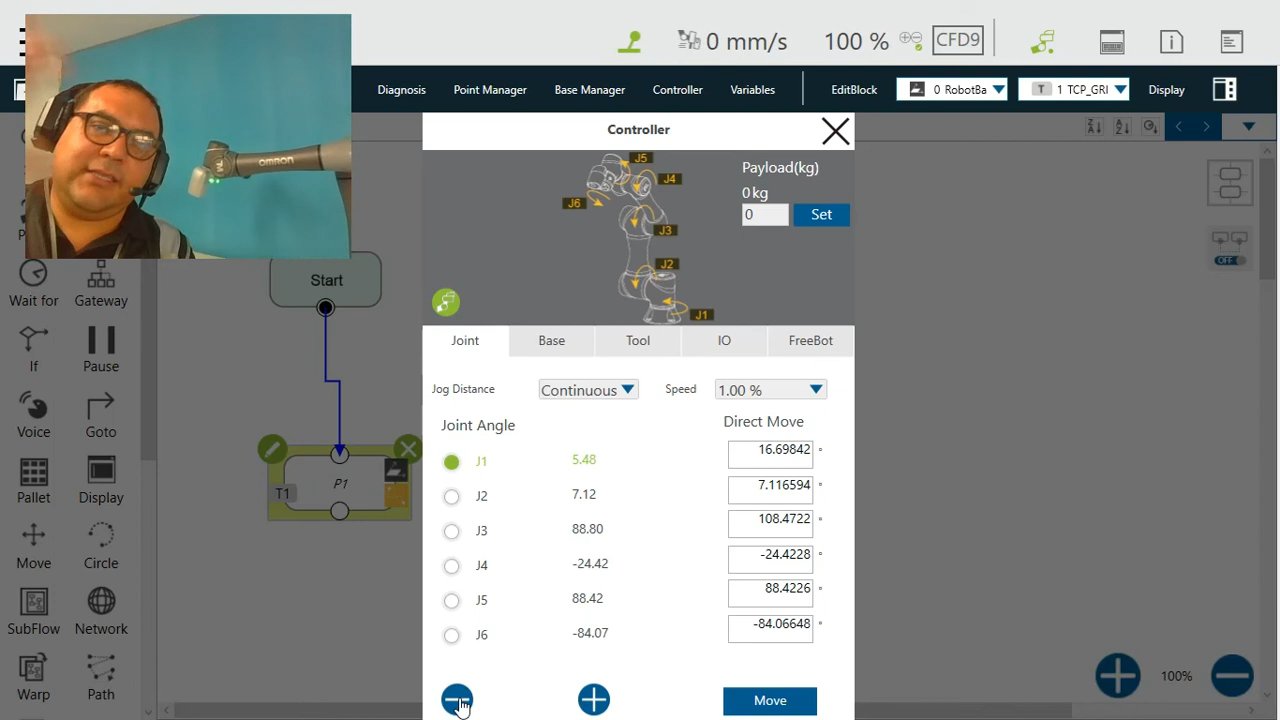 0 mm/s 100 % CFD9
Diagnosis Point Manager Base Manager Controller Variables EditBlock 0 RobotBa T 1 TCP_GRI Display
OMRON
TM
Controller
Payload(kg)
0kg
0 Set
J5
J4
J6
J3
J2
J1
Start
Wait for Gateway
If Pause
Voice Goto
Pallet Display
Move Circle
SubFlow Network
Warp Path
T1 P1
Joint Base Tool IO FreeBot
Jog Distance Continuous Speed 1.00 %
Joint Angle Direct Move
J1 5.48 16.69842 °
J2 7.12 7.116594 °
J3 88.80 108.4722 °
J4 -24.42 -24.4228 °
J5 88.42 88.4226 °
J6 -84.07 -84.06648 °
Move
OFF
100%